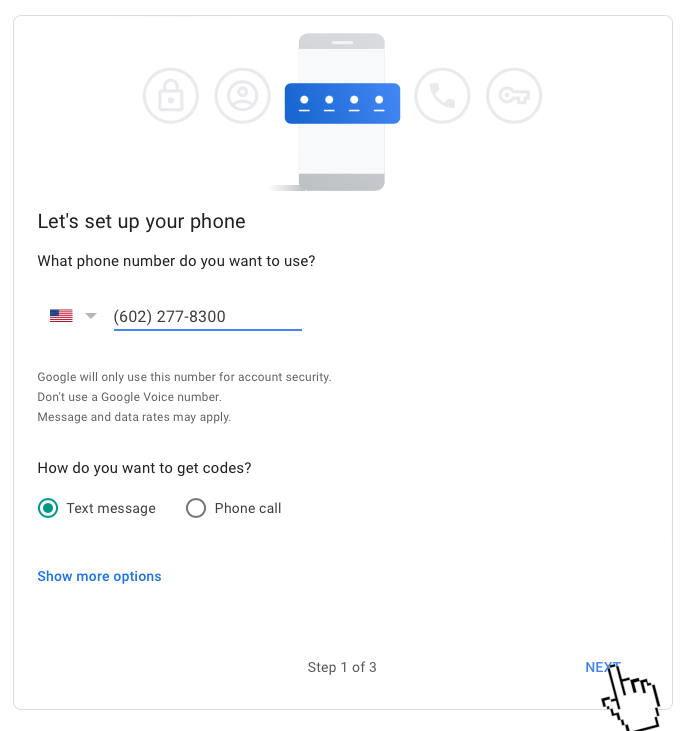 Let's set up your phone
What phone number do you want to use?
(602) 277-8300
Google will only use this number for account security.
Don't use a Google Voice number.
Message and data rates may apply.
How do you want to get codes?
Text message Phone call
Show more options
Step 1 of 3 NEXT